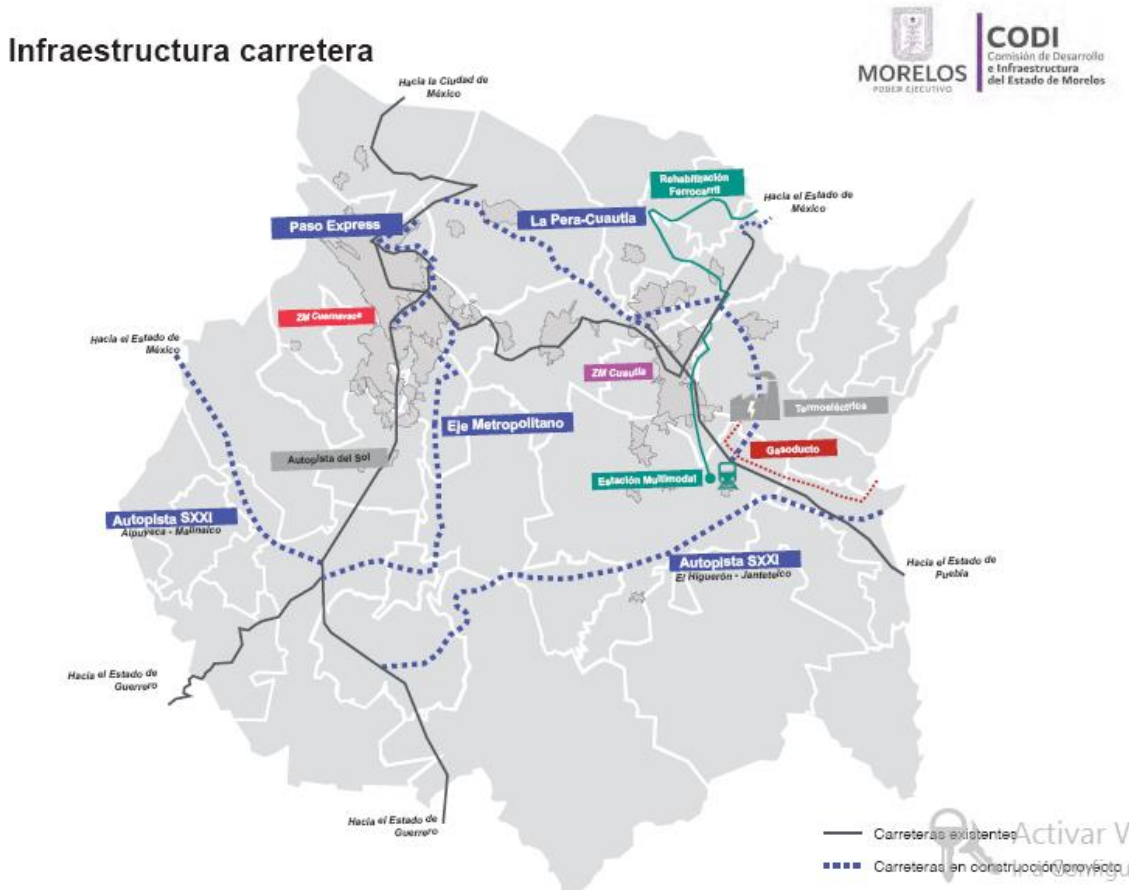 Infraestructura carretera
MORELOS
PODER EJECUTIVO
CODI
Comisión de Desarrollo
e Infraestructura
del Estado de Morelos
Hacia la Ciudad de
México
Rehabilitación
Ferrocarril
Hacia el Estado de
México
Paso Express
La Pera-Cuautla
ZM Cuernavaca
Hacia el Estado de
México
ZM Cuautla
Termoeléctrica
Eje Metropolitano
Gasoducto
Autopista del Sol
Estación Multimodal
Autopista SXXI
Alpuyeca - Malinalco
Autopista SXXI
El Higuerón - Jantetelco
Hacia el Estado de
Puebla
Hacia el Estado de
Guerrero
Hacia el Estado de
Guerrero
Carreteras existentes
Activar W
Carreteras en construcción/proyecto